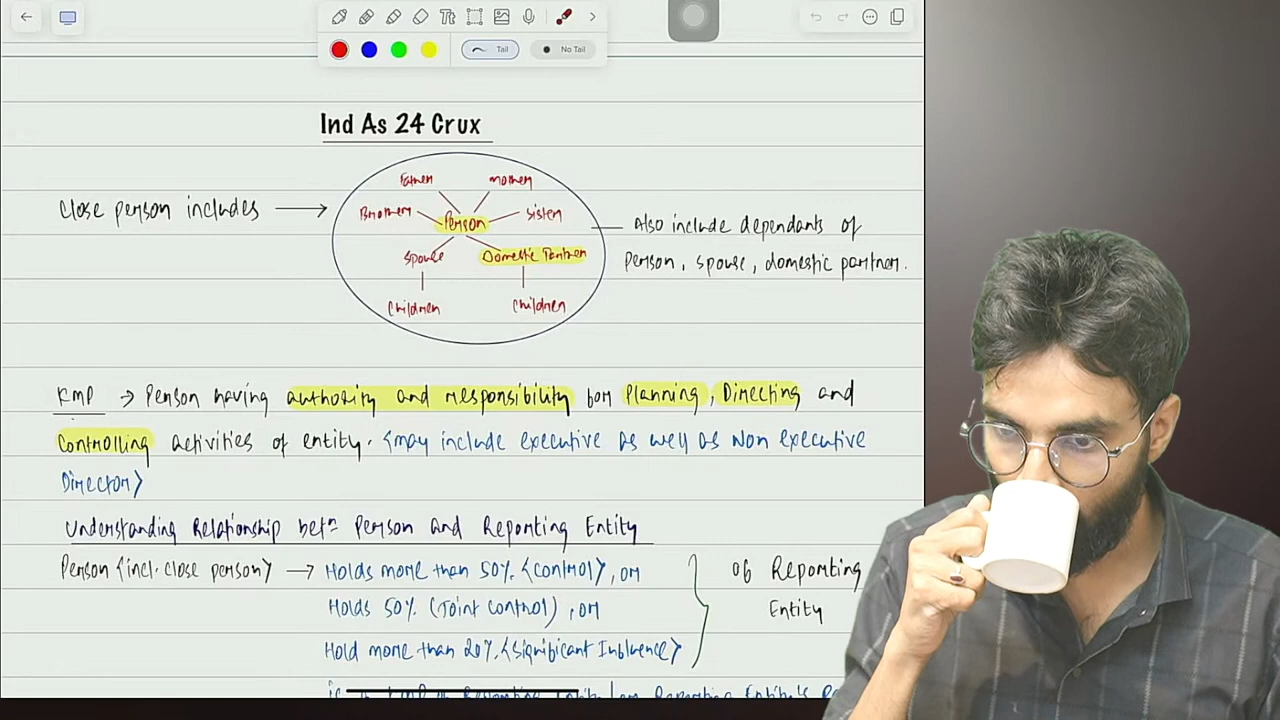 Tt
Tail
No Tail
Ind As 24 Crux
Close person includes
Father
Mother
Brother
Person
Sister
Spouse
Domestic Partner
Children
Children
Also include dependants of
Person, spouse, domestic partner.
KMP → Person having authority and responsibility for Planning, Directing and
Controlling activities of entity. {may include executive as well as Non executive
Director}
Understanding Relationship betn Person and Reporting Entity
Person {incl. close person} → Holds more than 50%. {control}, or
Holds 50% (Joint control), or
Hold more than 20%. {Significant Influence}
of Reporting
Entity